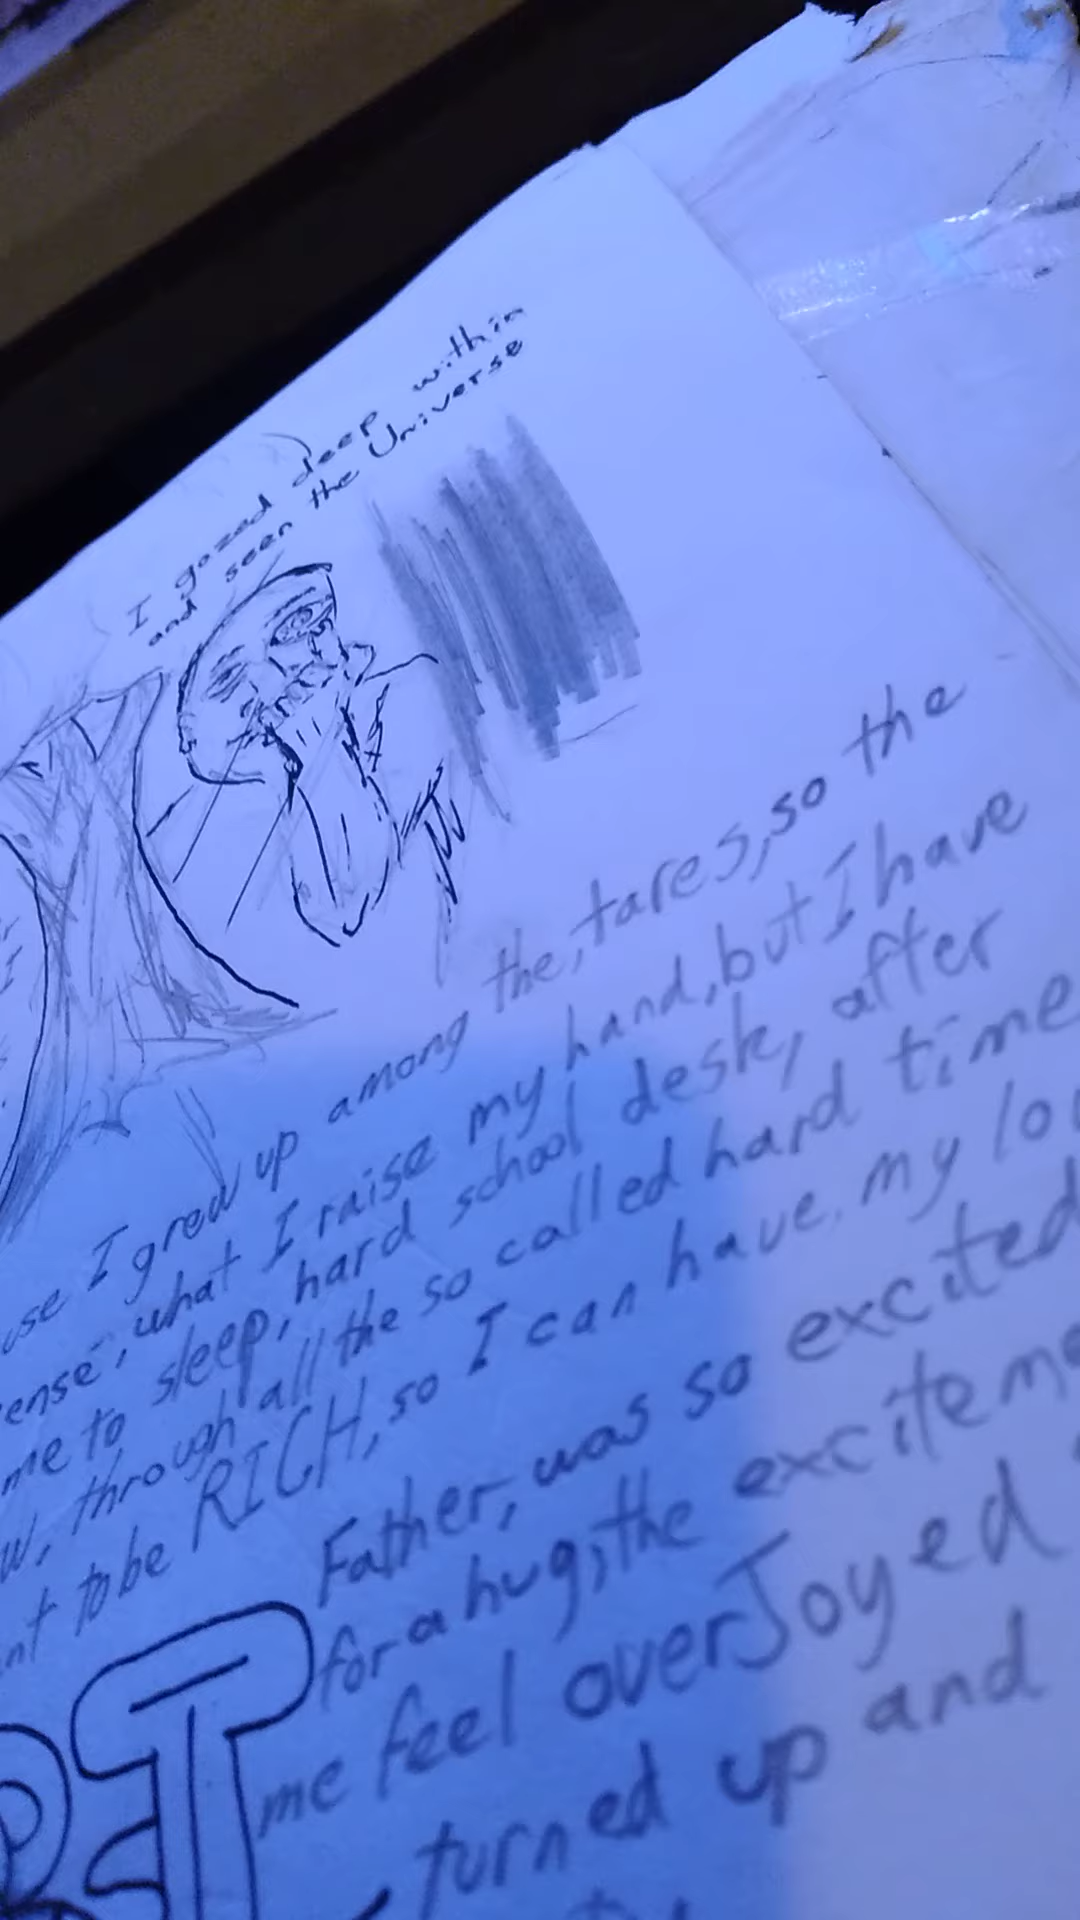 I gazed deep within
and seen the Universe
use I grew up among the, tares, so the
ense, what I raise my hand, but I have
me to sleep, hard school desk, after
w, through all the so called hard time
nt to be RICH, so I can have, my lo
Father, was so excited
for a hug, the excitem
me feel overJoyed
turned up and
RT